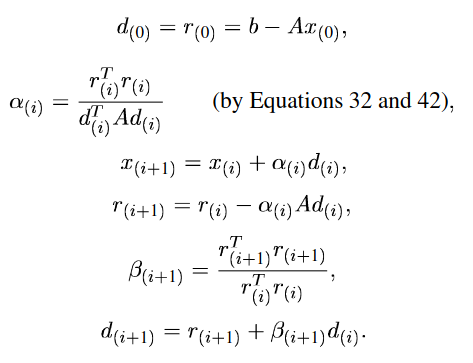 d_{(0)} = r_{(0)} = b - Ax_{(0)},
α_{(i)} = \frac{r_{(i)}^T r_{(i)}}{d_{(i)}^T A d_{(i)}} (by Equations 32 and 42),
x_{(i+1)} = x_{(i)} + α_{(i)} d_{(i)},
r_{(i+1)} = r_{(i)} - α_{(i)} A d_{(i)},
β_{(i+1)} = \frac{r_{(i+1)}^T r_{(i+1)}}{r_{(i)}^T r_{(i)}},
d_{(i+1)} = r_{(i+1)} + β_{(i+1)} d_{(i)}.